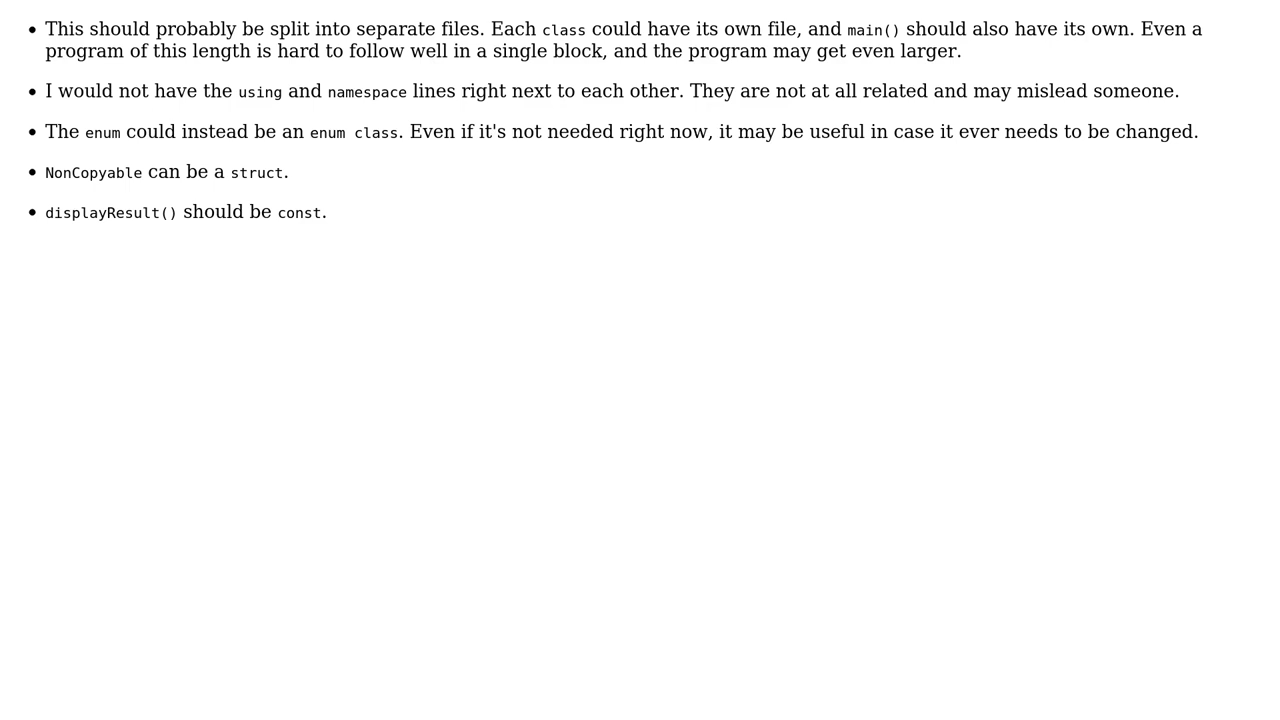 • This should probably be split into separate files. Each class could have its own file, and main() should also have its own. Even a
program of this length is hard to follow well in a single block, and the program may get even larger.
• I would not have the using and namespace lines right next to each other. They are not at all related and may mislead someone.
• The enum could instead be an enum class. Even if it's not needed right now, it may be useful in case it ever needs to be changed.
• NonCopyable can be a struct.
• displayResult() should be const.